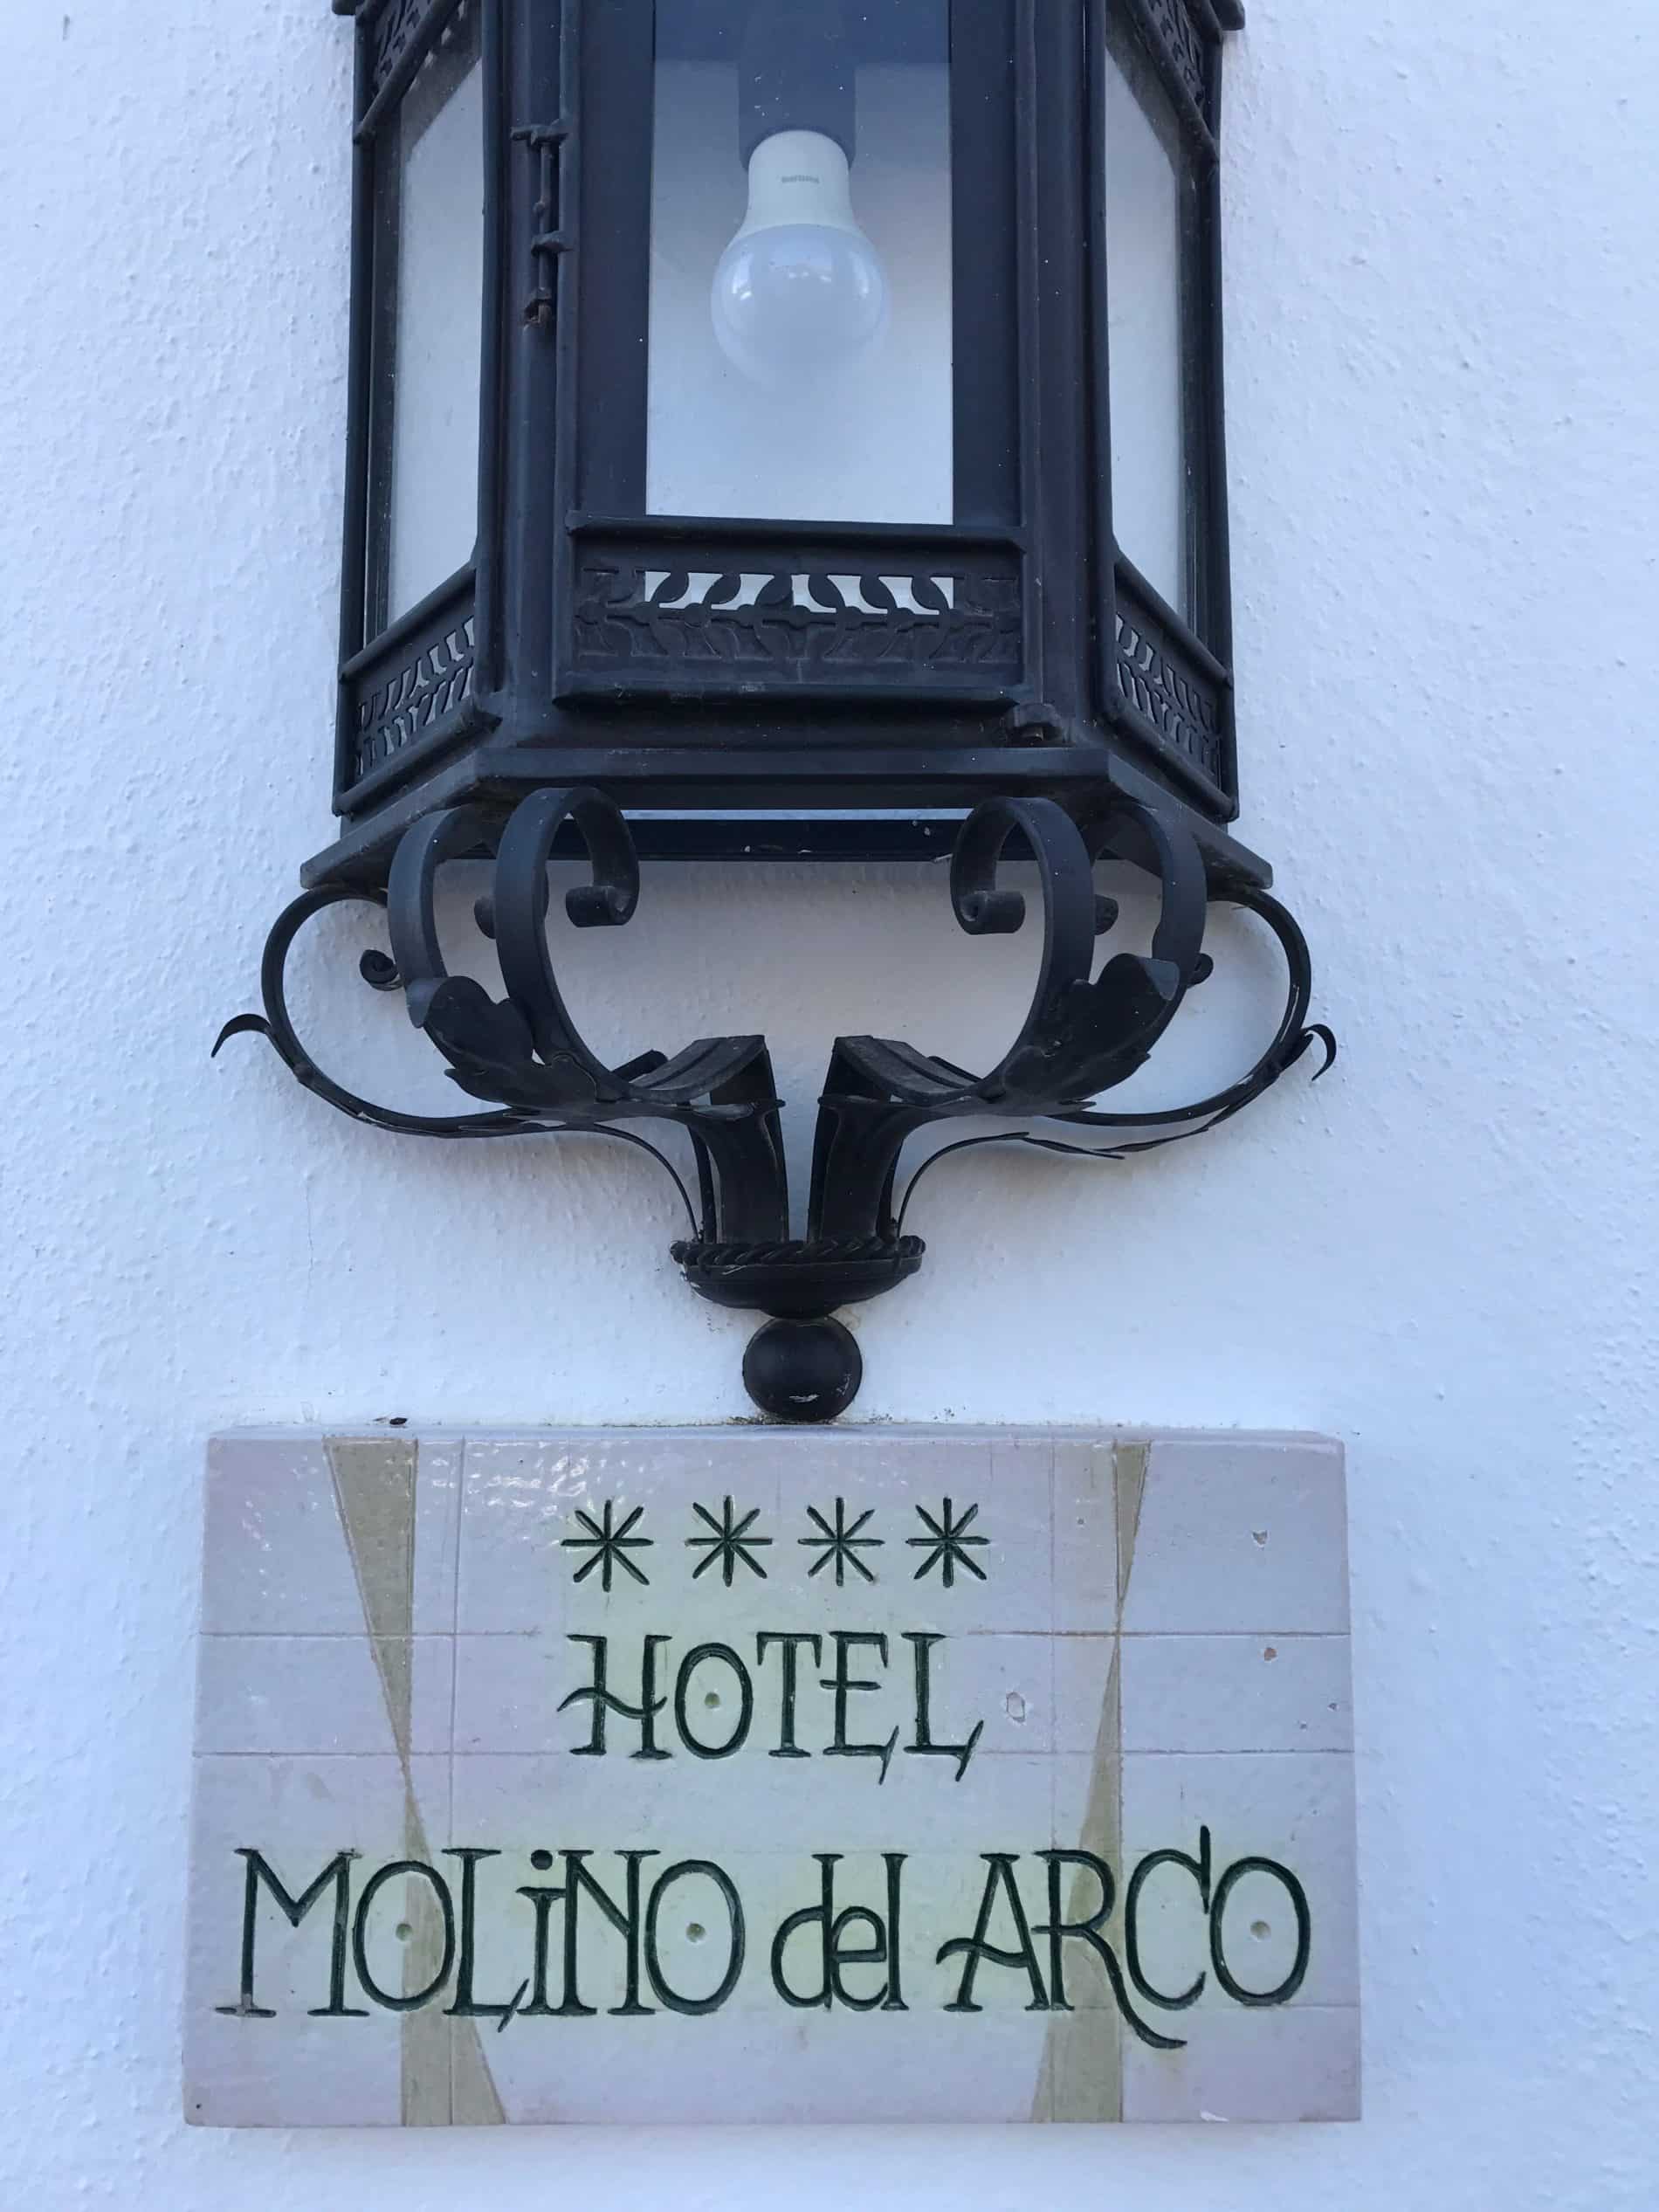 ****
HOTEL
MOLiNO del ARCO